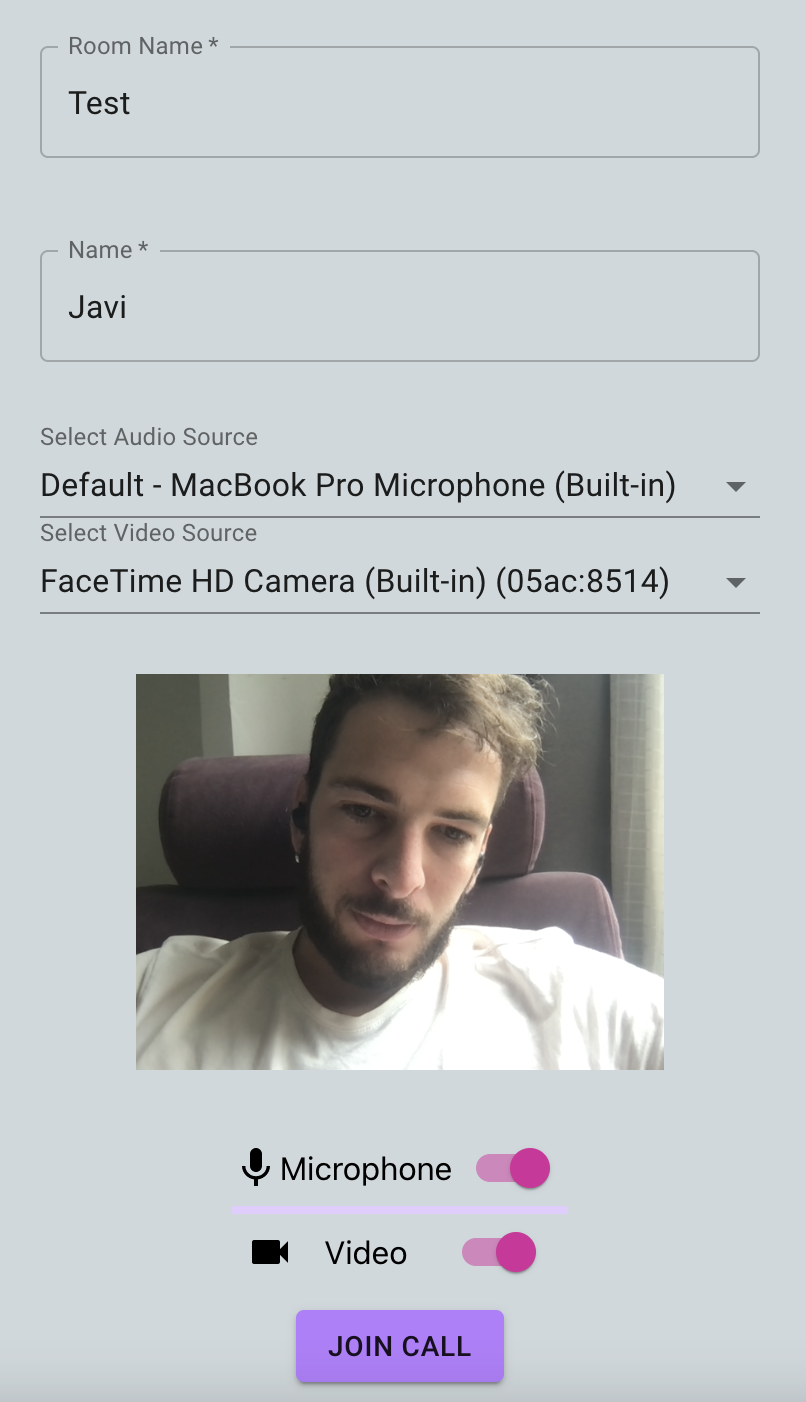 Room Name *
Test
Name *
Javi
Select Audio Source
Default - MacBook Pro Microphone (Built-in)
Select Video Source
FaceTime HD Camera (Built-in) (05ac:8514)
Microphone
Video
JOIN CALL